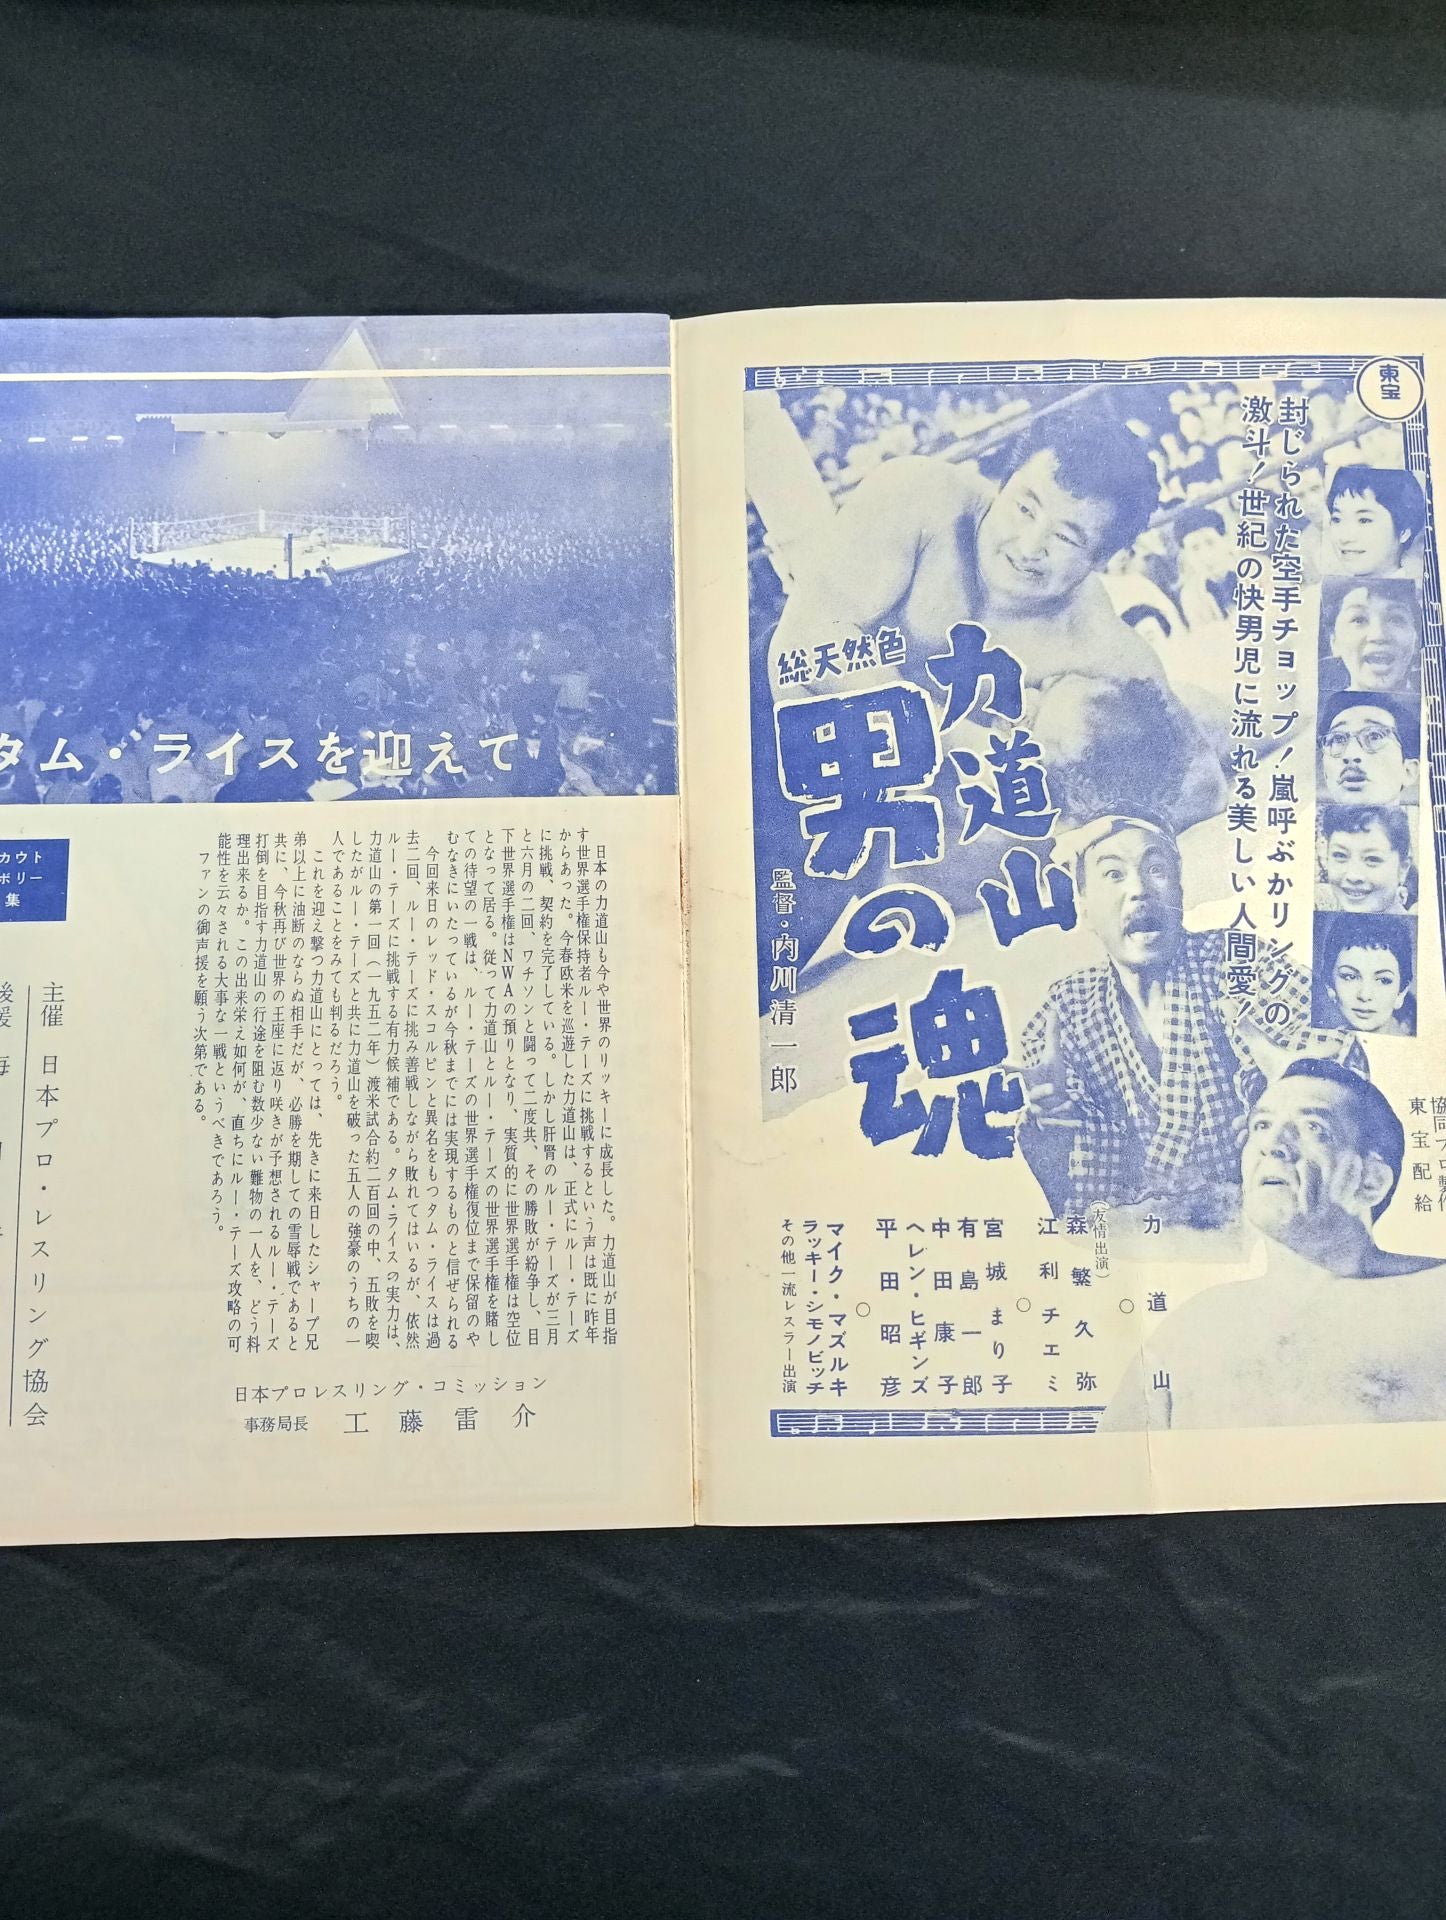 東宝
封じられた空手チョップ！嵐呼ぶかリングの
激斗！世紀の快男児に流れる美しい人間愛！
総天然色
力道山
男の魂
監督・内川清一郎
東宝配給
力道山
（友情出演）
森繁久弥
江利チエミ
宮城まり子
有島一郎
中田康子
ヘレン・ヒギンズ
平田昭彦
マイク・マズルキ
ラッキー・シモノビッチ
その他一流レスラー出演
タム・ライスを迎えて
日本の力道山も今や世界のリッキーに成長した。力道山が目指
す世界選手権保持者ルー・テーズに挑戦するという声は既に昨年
からあった。今春欧米を巡遊した力道山は、正式にルー・テーズ
に挑戦、契約を完了している。しかし肝腎のルー・テーズが三月
と六月の二回、ワチソンと闘って二度共、その勝敗が紛争し、目
下世界選手権はNWAの預りとなり、実質的に世界選手権は空位
となって居る。従って力道山とルー・テーズの世界選手権を賭し
ての待望の一戦は、ルー・テーズの世界選手権復位まで保留のや
むなきにいたっているが今秋までには実現するものと信ぜられる
今回来日のレッド・スコルピンと異名をもつタム・ライスは過
去二回、ルー・テーズに挑み善戦しながら敗れてはいるが、依然
ルー・テーズに挑戦する有力候補である。タム・ライスの実力は、
力道山の第一回（一九五二年）渡米試合約二百回の中、五敗を喫
したがルー・テーズと共に力道山を破った五人の強豪のうちの一
人であることをみても判るだろう。
これを迎え撃つ力道山にとっては、先きに来日したシャープ兄
弟以上に油断のならぬ相手だが、必勝を期しての雪辱戦であると
共に、今秋再び世界の王座に返り咲きが予想されるルー・テーズ
打倒を目指す力道山の行途を阻む数少ない難物の一人を、どう料
理出来るか。この出来栄え如何が、直ちにルー・テーズ攻略の可
能性を云々される大事な一戦というべきであろう。
ファンの御声援を願う次第である。
日本プロレスリング・コミッション
事務局長　工藤雷介
カウト
ボリー
集
主催　日本プロ・レスリング協会
後援　毎